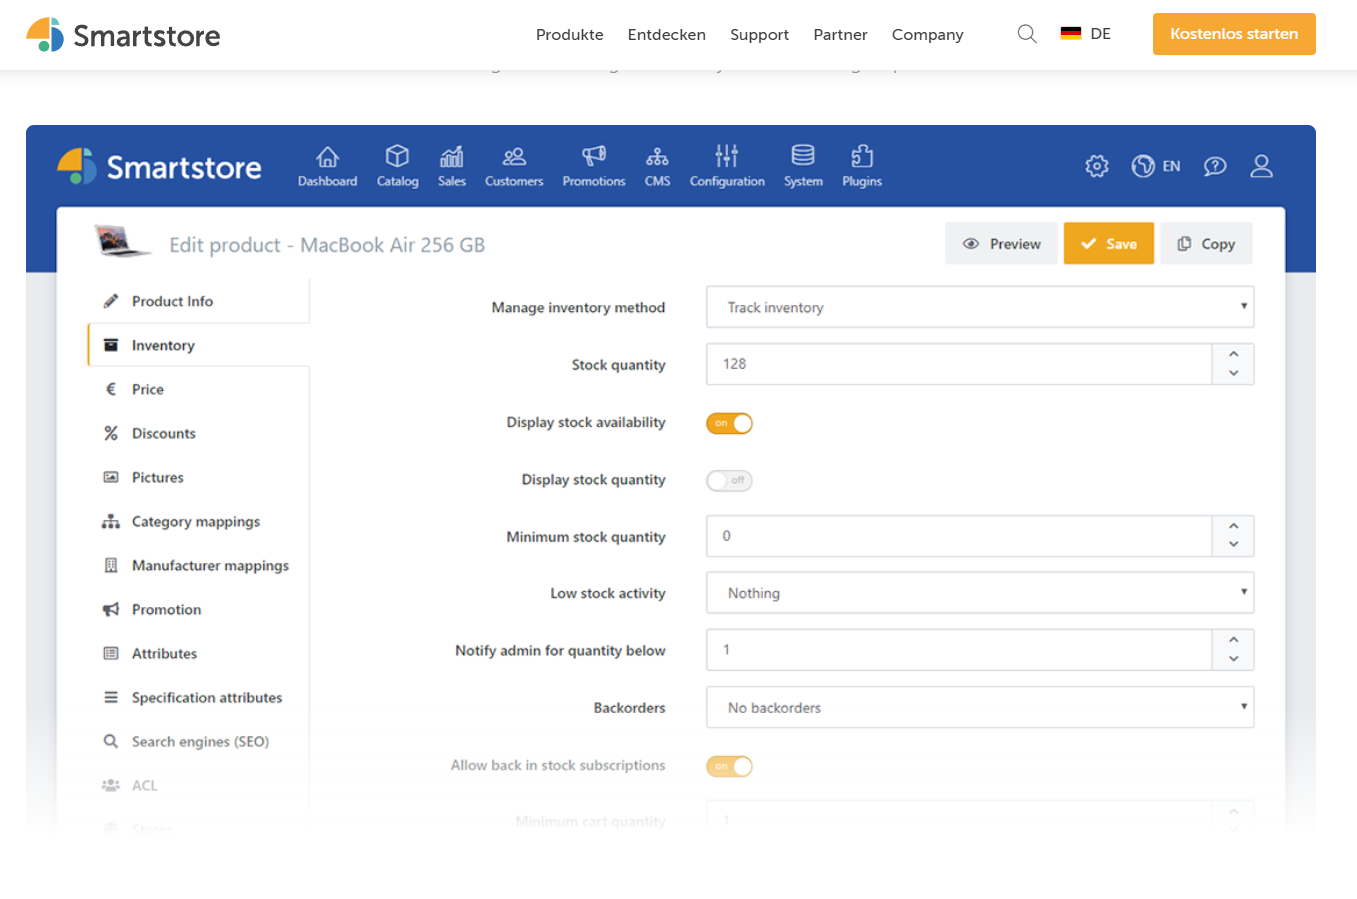 Smartstore
Produkte Entdecken Support Partner Company DE Kostenlos starten
Smartstore
Dashboard Catalog Sales Customers Promotions CMS Configuration System Plugins EN
Edit product - MacBook Air 256 GB
Preview Save Copy
Product Info
Inventory
Price
Discounts
Pictures
Category mappings
Manufacturer mappings
Promotion
Attributes
Specification attributes
Search engines (SEO)
ACL
Stores
Manage inventory method Track inventory
Stock quantity 128
Display stock availability on
Display stock quantity off
Minimum stock quantity 0
Low stock activity Nothing
Notify admin for quantity below 1
Backorders No backorders
Allow back in stock subscriptions on
Minimum cart quantity 1